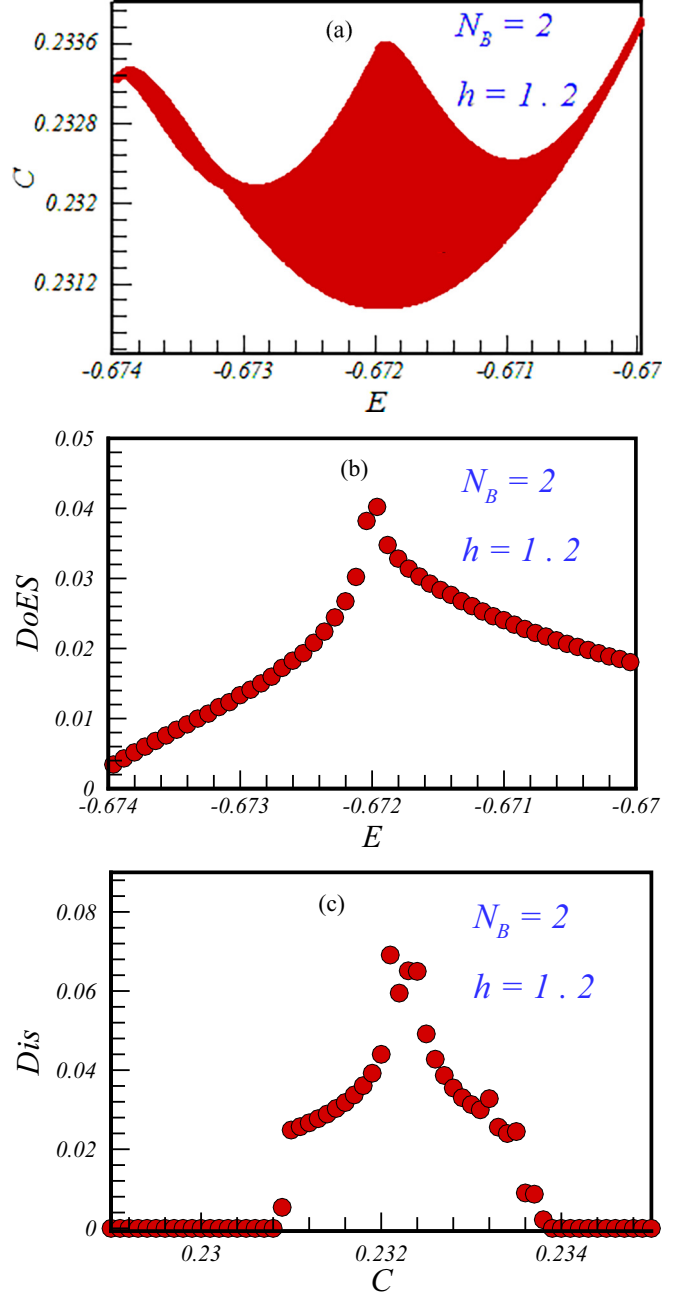 (a)
N_B = 2
h = 1 . 2
0.2336
0.2328
0.232
0.2312
C
-0.674
-0.673
-0.672
-0.671
-0.67
E
0.05
(b)
N_B = 2
h = 1 . 2
0.04
0.03
0.02
0.01
0
DoES
-0.674
-0.673
-0.672
-0.671
-0.67
E
(c)
N_B = 2
h = 1 . 2
0.08
0.06
0.04
0.02
0
Dis
0.23
0.232
0.234
C